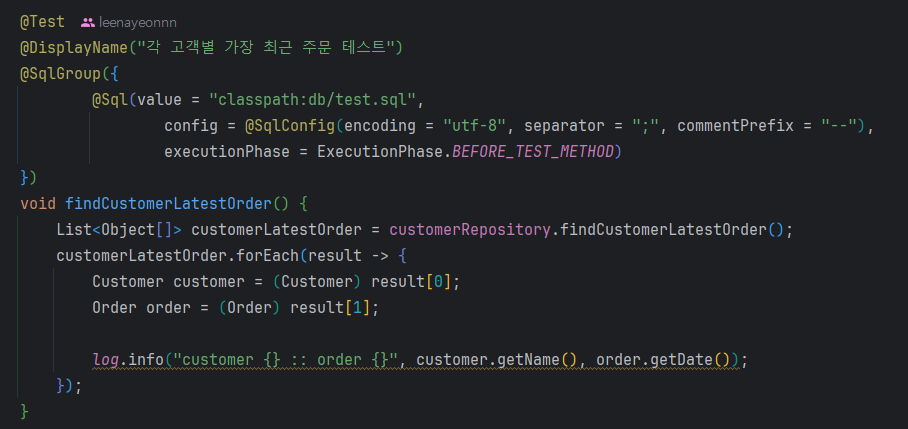 @Test leenayeonnn
@DisplayName("각 고객별 가장 최근 주문 테스트")
@SqlGroup({
@Sql(value = "classpath:db/test.sql",
config = @SqlConfig(encoding = "utf-8", separator = ";", commentPrefix = "--"),
executionPhase = ExecutionPhase.BEFORE_TEST_METHOD)
})
void findCustomerLatestOrder() {
List<Object[]> customerLatestOrder = customerRepository.findCustomerLatestOrder();
customerLatestOrder.forEach(result -> {
Customer customer = (Customer) result[0];
Order order = (Order) result[1];
log.info("customer {} :: order {}", customer.getName(), order.getDate());
});
}